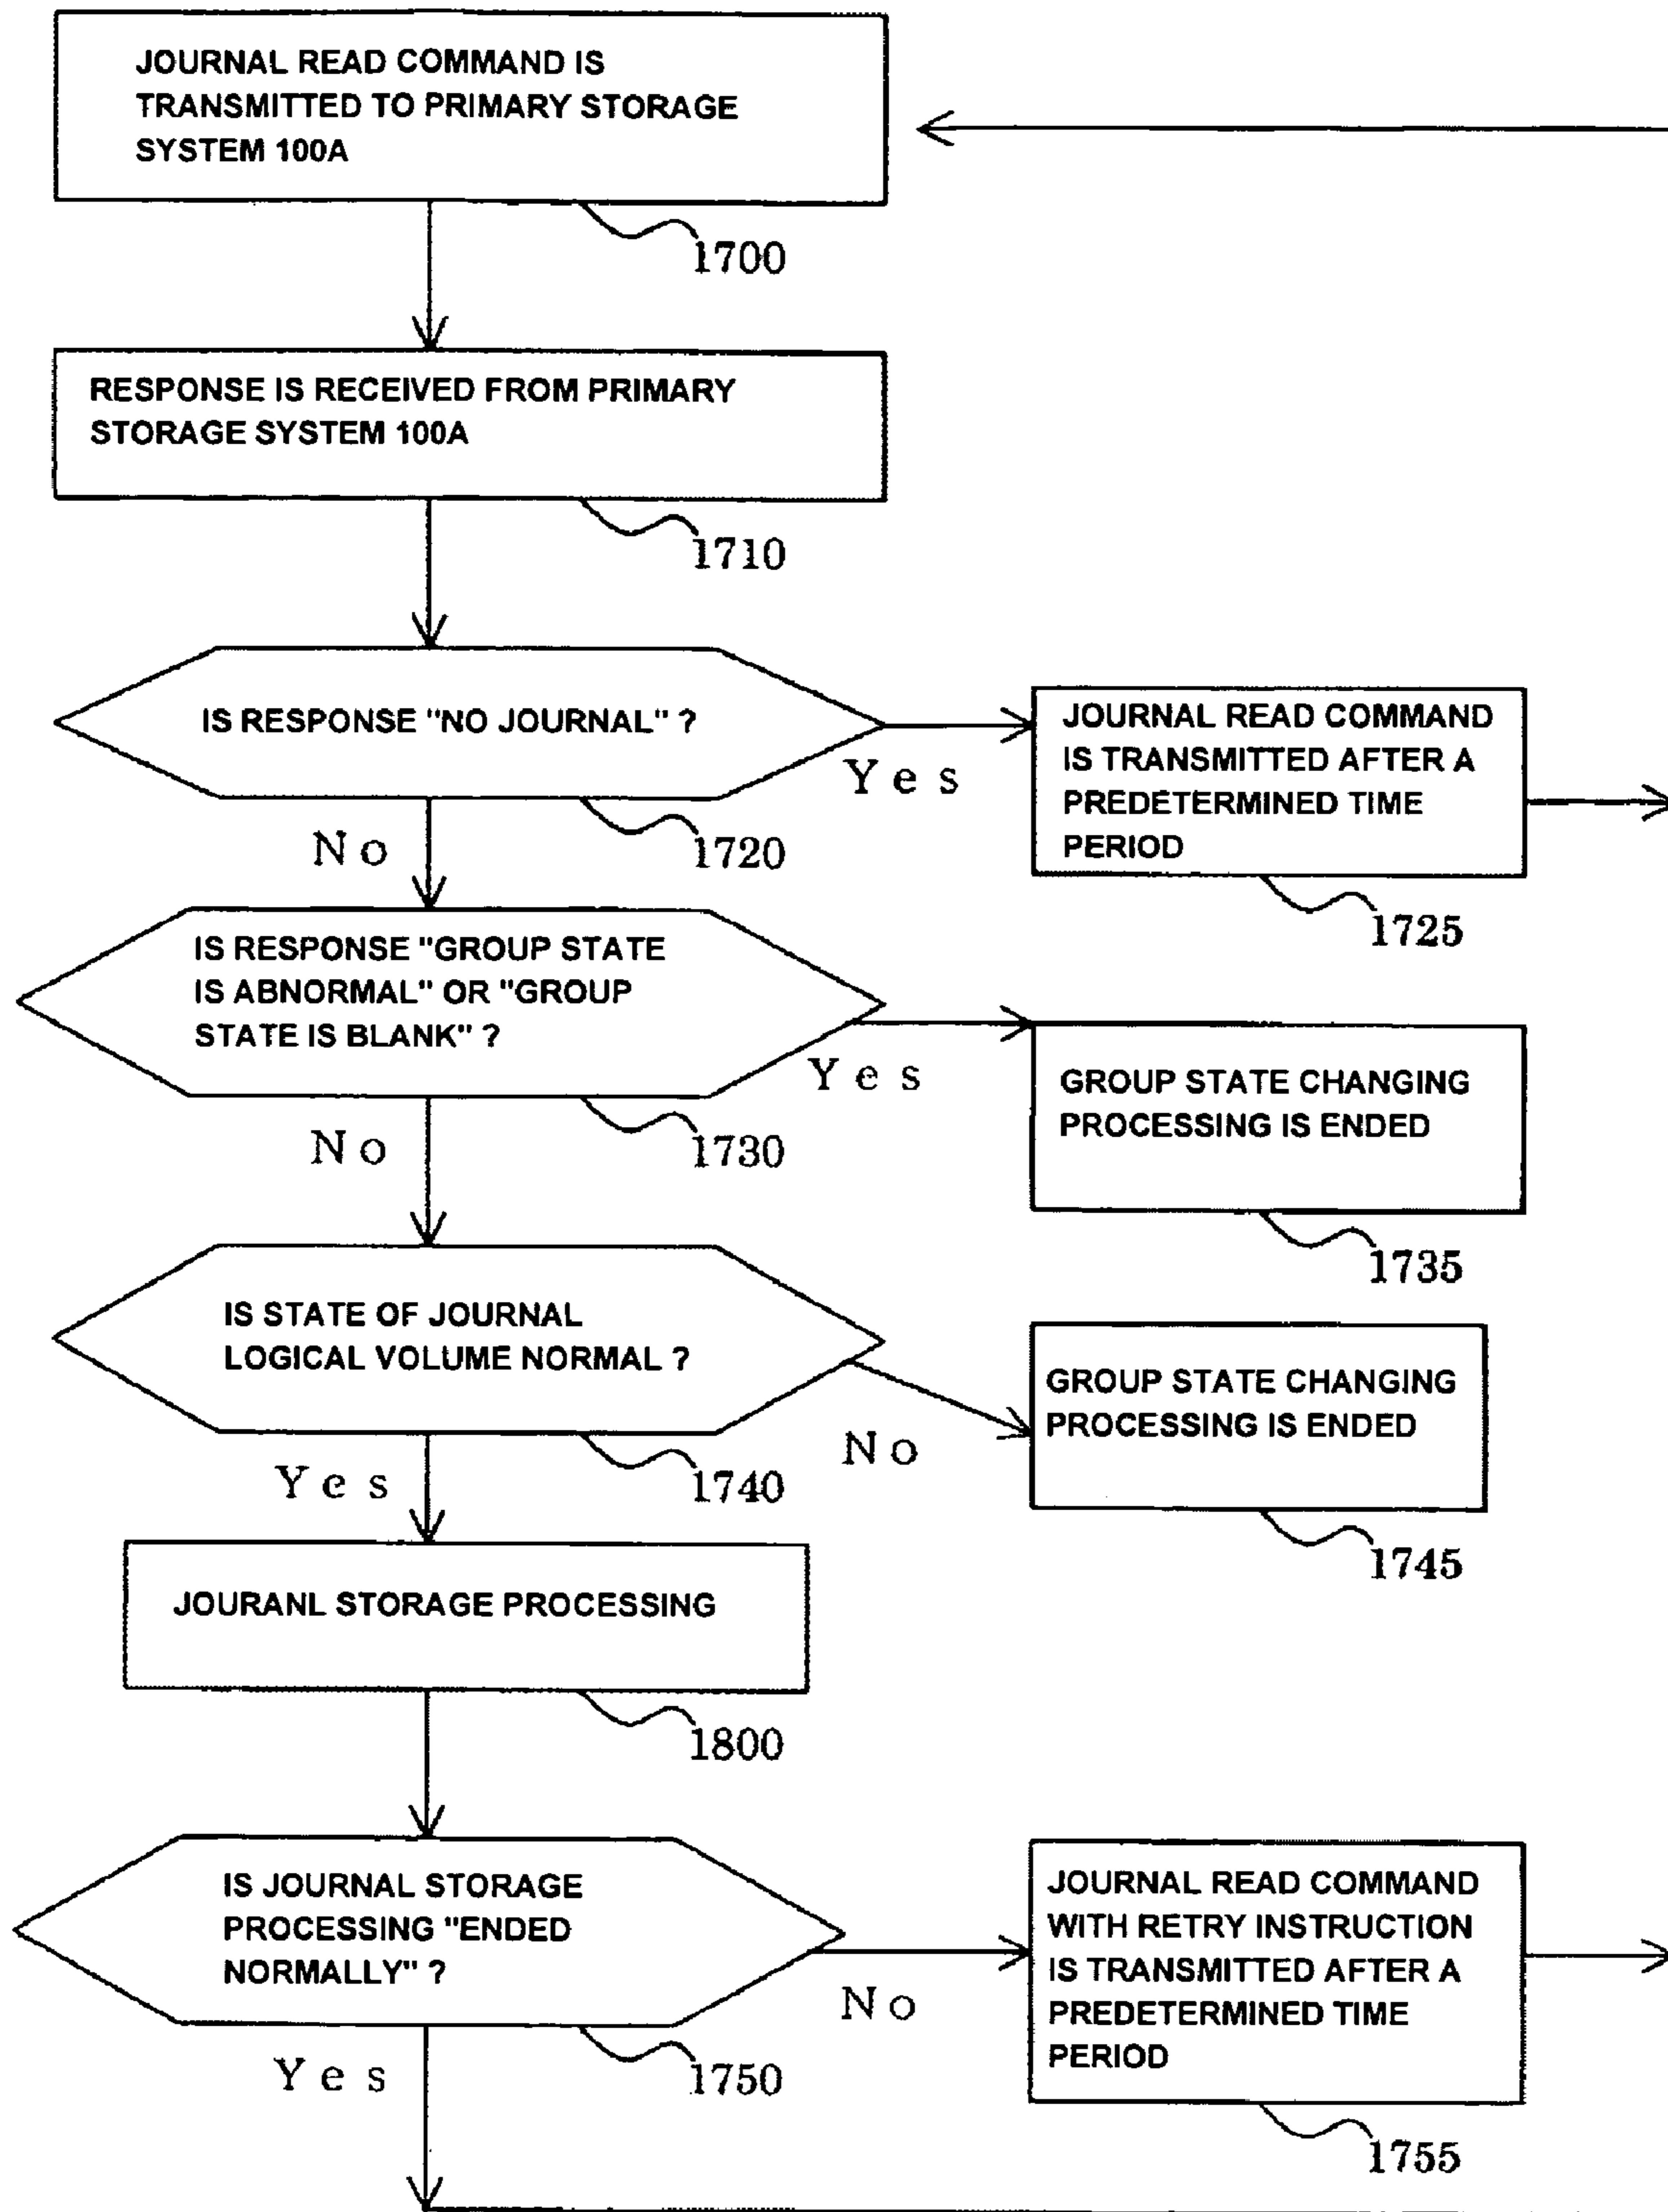 JOURNAL READ COMMAND IS
TRANSMITTED TO PRIMARY STORAGE
SYSTEM 100A
1700
RESPONSE IS RECEIVED FROM PRIMARY
STORAGE SYSTEM 100A
1710
IS RESPONSE "NO JOURNAL" ?
Yes
No
1720
JOURNAL READ COMMAND
IS TRANSMITTED AFTER A
PREDETERMINED TIME
PERIOD
1725
IS RESPONSE "GROUP STATE
IS ABNORMAL" OR "GROUP
STATE IS BLANK" ?
Yes
No
1730
GROUP STATE CHANGING
PROCESSING IS ENDED
1735
IS STATE OF JOURNAL
LOGICAL VOLUME NORMAL ?
No
Yes
1740
GROUP STATE CHANGING
PROCESSING IS ENDED
1745
JOURANL STORAGE PROCESSING
1800
IS JOURNAL STORAGE
PROCESSING "ENDED
NORMALLY" ?
No
Yes
1750
JOURNAL READ COMMAND
WITH RETRY INSTRUCTION
IS TRANSMITTED AFTER A
PREDETERMINED TIME
PERIOD
1755